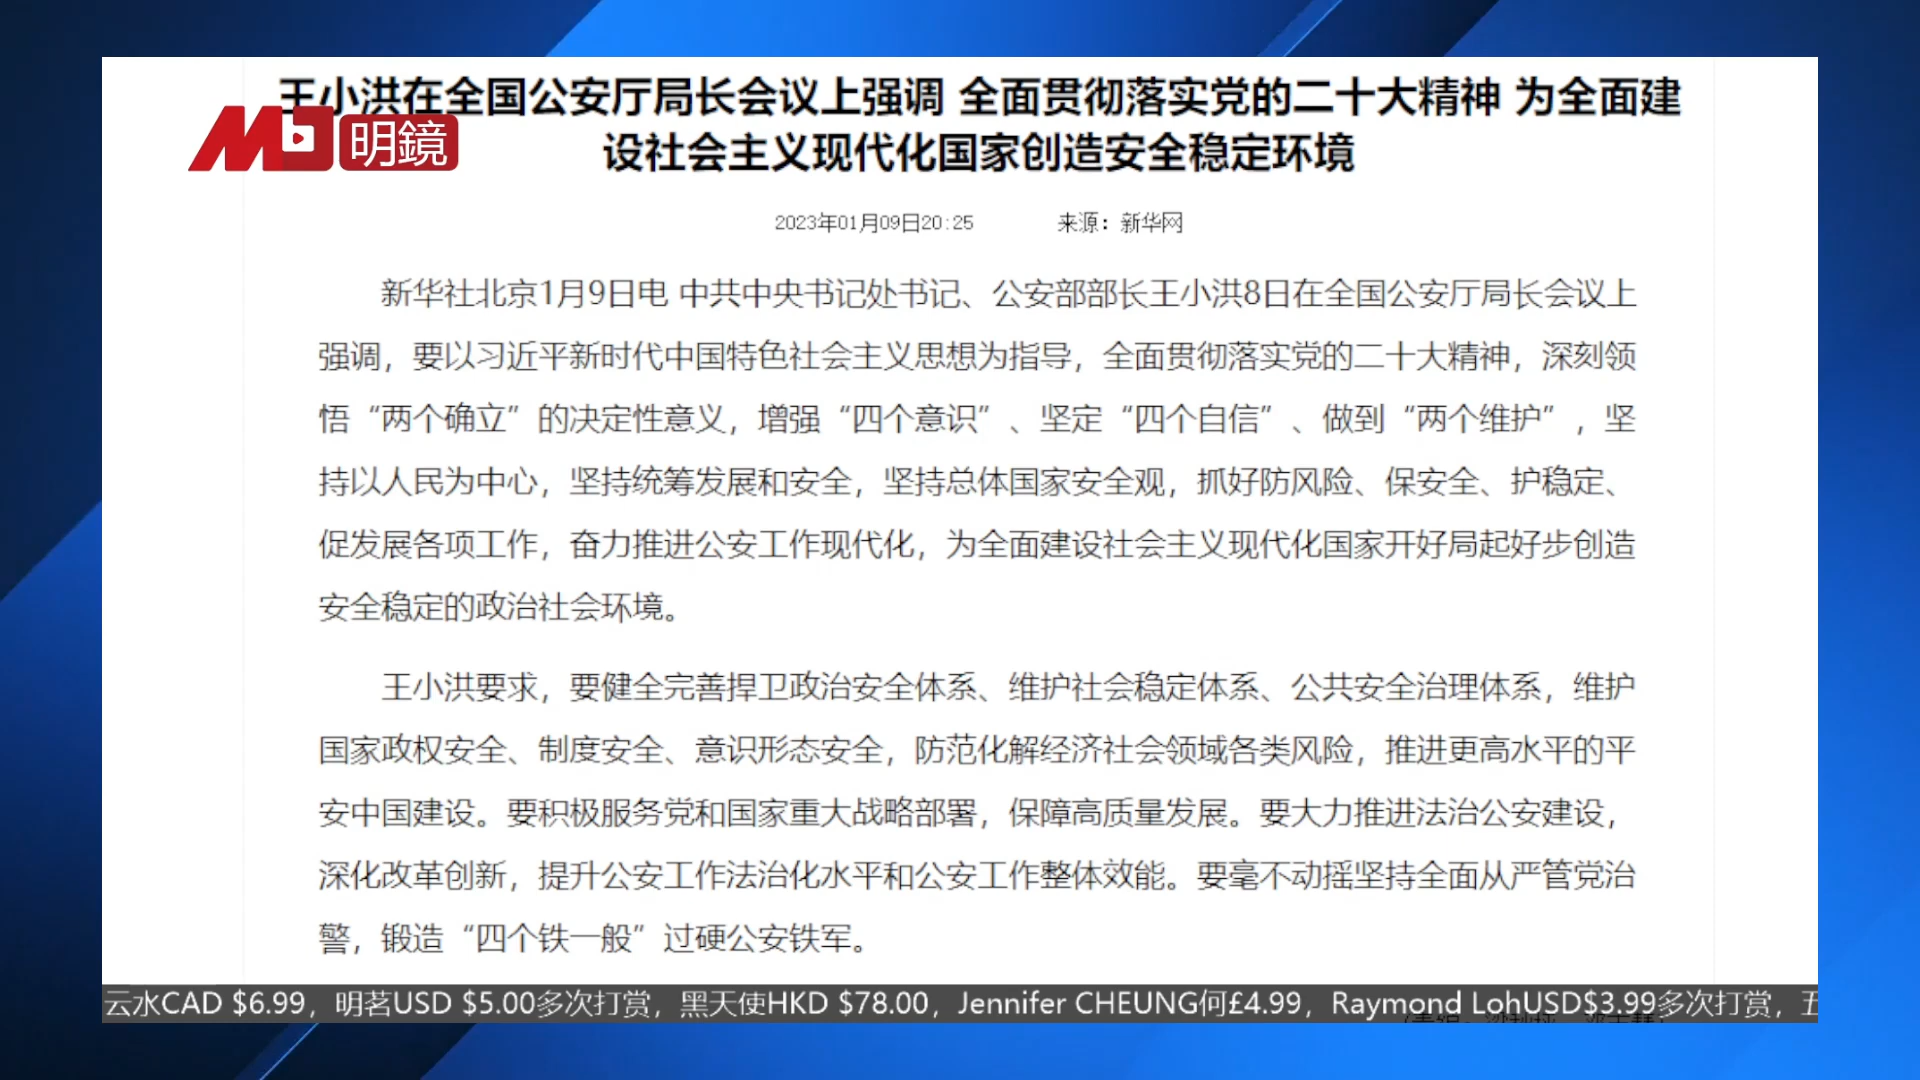 王小洪在全国公安厅局长会议上强调 全面贯彻落实党的二十大精神 为全面建
设社会主义现代化国家创造安全稳定环境
明鏡
2023年01月09日20:25 来源：新华网
新华社北京1月9日电 中共中央书记处书记、公安部部长王小洪8日在全国公安厅局长会议上
强调，要以习近平新时代中国特色社会主义思想为指导，全面贯彻落实党的二十大精神，深刻领
悟“两个确立”的决定性意义，增强“四个意识”、坚定“四个自信”、做到“两个维护”，坚
持以人民为中心，坚持统筹发展和安全，坚持总体国家安全观，抓好防风险、保安全、护稳定、
促发展各项工作，奋力推进公安工作现代化，为全面建设社会主义现代化国家开好局起好步创造
安全稳定的政治社会环境。
王小洪要求，要健全完善捍卫政治安全体系、维护社会稳定体系、公共安全治理体系，维护
国家政权安全、制度安全、意识形态安全，防范化解经济社会领域各类风险，推进更高水平的平
安中国建设。要积极服务党和国家重大战略部署，保障高质量发展。要大力推进法治公安建设，
深化改革创新，提升公安工作法治化水平和公安工作整体效能。要毫不动摇坚持全面从严管党治
警，锻造“四个铁一般”过硬公安铁军。
云水CAD $6.99，明茗USD $5.00多次打赏，黑天使HKD $78.00，Jennifer CHEUNG何£4.99，Raymond LohUSD$3.99多次打赏，